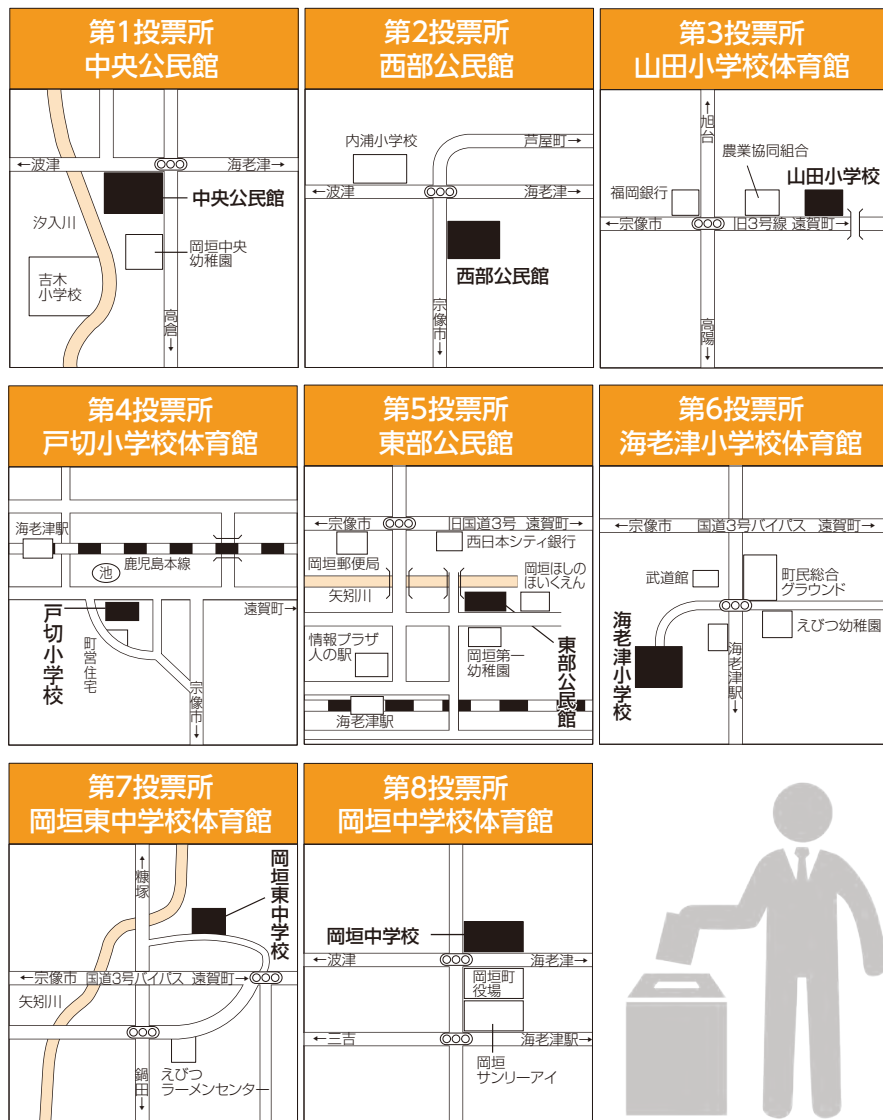 第1投票所
中央公民館
←波津
海老津→
中央公民館
汐入川
岡垣中央
幼稚園
吉木
小学校
高倉→
第2投票所
西部公民館
内浦小学校
芦屋町→
←波津
海老津→
西部公民館
宗像市→
第3投票所
山田小学校体育館
←旭台
農業協同組合
福岡銀行
山田小学校
←宗像市
旧3号線 遠賀町→
高陽→
第4投票所
戸切小学校体育館
海老津駅
鹿児島本線
池
遠賀町→
戸切小学校
町営住宅
宗像市→
第5投票所
東部公民館
←宗像市
旧国道3号 遠賀町→
岡垣郵便局
西日本シティ銀行
岡垣ほしの
ほいくえん
矢矧川
情報プラザ
人の駅
岡垣第一
幼稚園
東部公民館
海老津駅
第6投票所
海老津小学校体育館
←宗像市 国道3号バイパス 遠賀町→
武道館
町民総合
グラウンド
えびつ幼稚園
海老津小学校
海老津駅→
第7投票所
岡垣東中学校体育館
←糠塚
岡垣東中学校
←宗像市 国道3号バイパス 遠賀町→
矢矧川
鍋田→
えびつ
ラーメンセンター
第8投票所
岡垣中学校体育館
岡垣中学校
←波津
海老津→
岡垣町
役場
←三吉
海老津駅→
岡垣
サンリーアイ